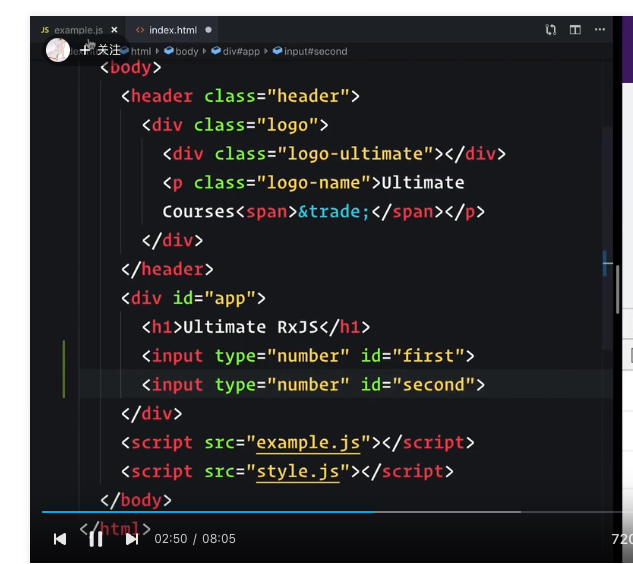 JS example.js × <> index.html ●
关注 html › body › div#app › input#second
<body>
<header class="header">
<div class="logo">
<div class="logo-ultimate"></div>
<p class="logo-name">Ultimate
Courses<span>&trade;</span></p>
</div>
</header>
<div id="app">
<h1>Ultimate RxJS</h1>
<input type="number" id="first">
<input type="number" id="second">
</div>
<script src="example.js"></script>
<script src="style.js"></script>
</body>
</html>
02:50 / 08:05
720